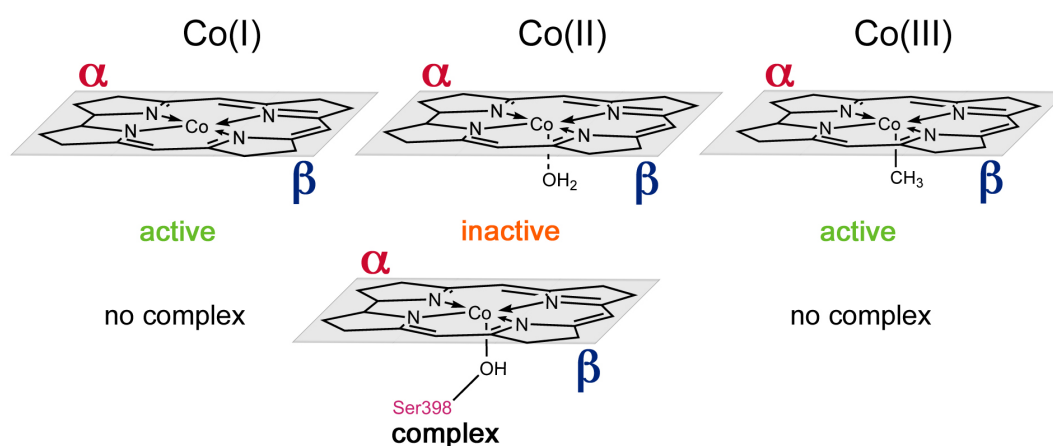 Co(I) Co(II) Co(III)
α α α
N N Co N N
N N Co N N
N N Co N N
OH₂ CH₃
β β β
active inactive active
α
no complex no complex
N N Co N N
OH
β
Ser398
complex